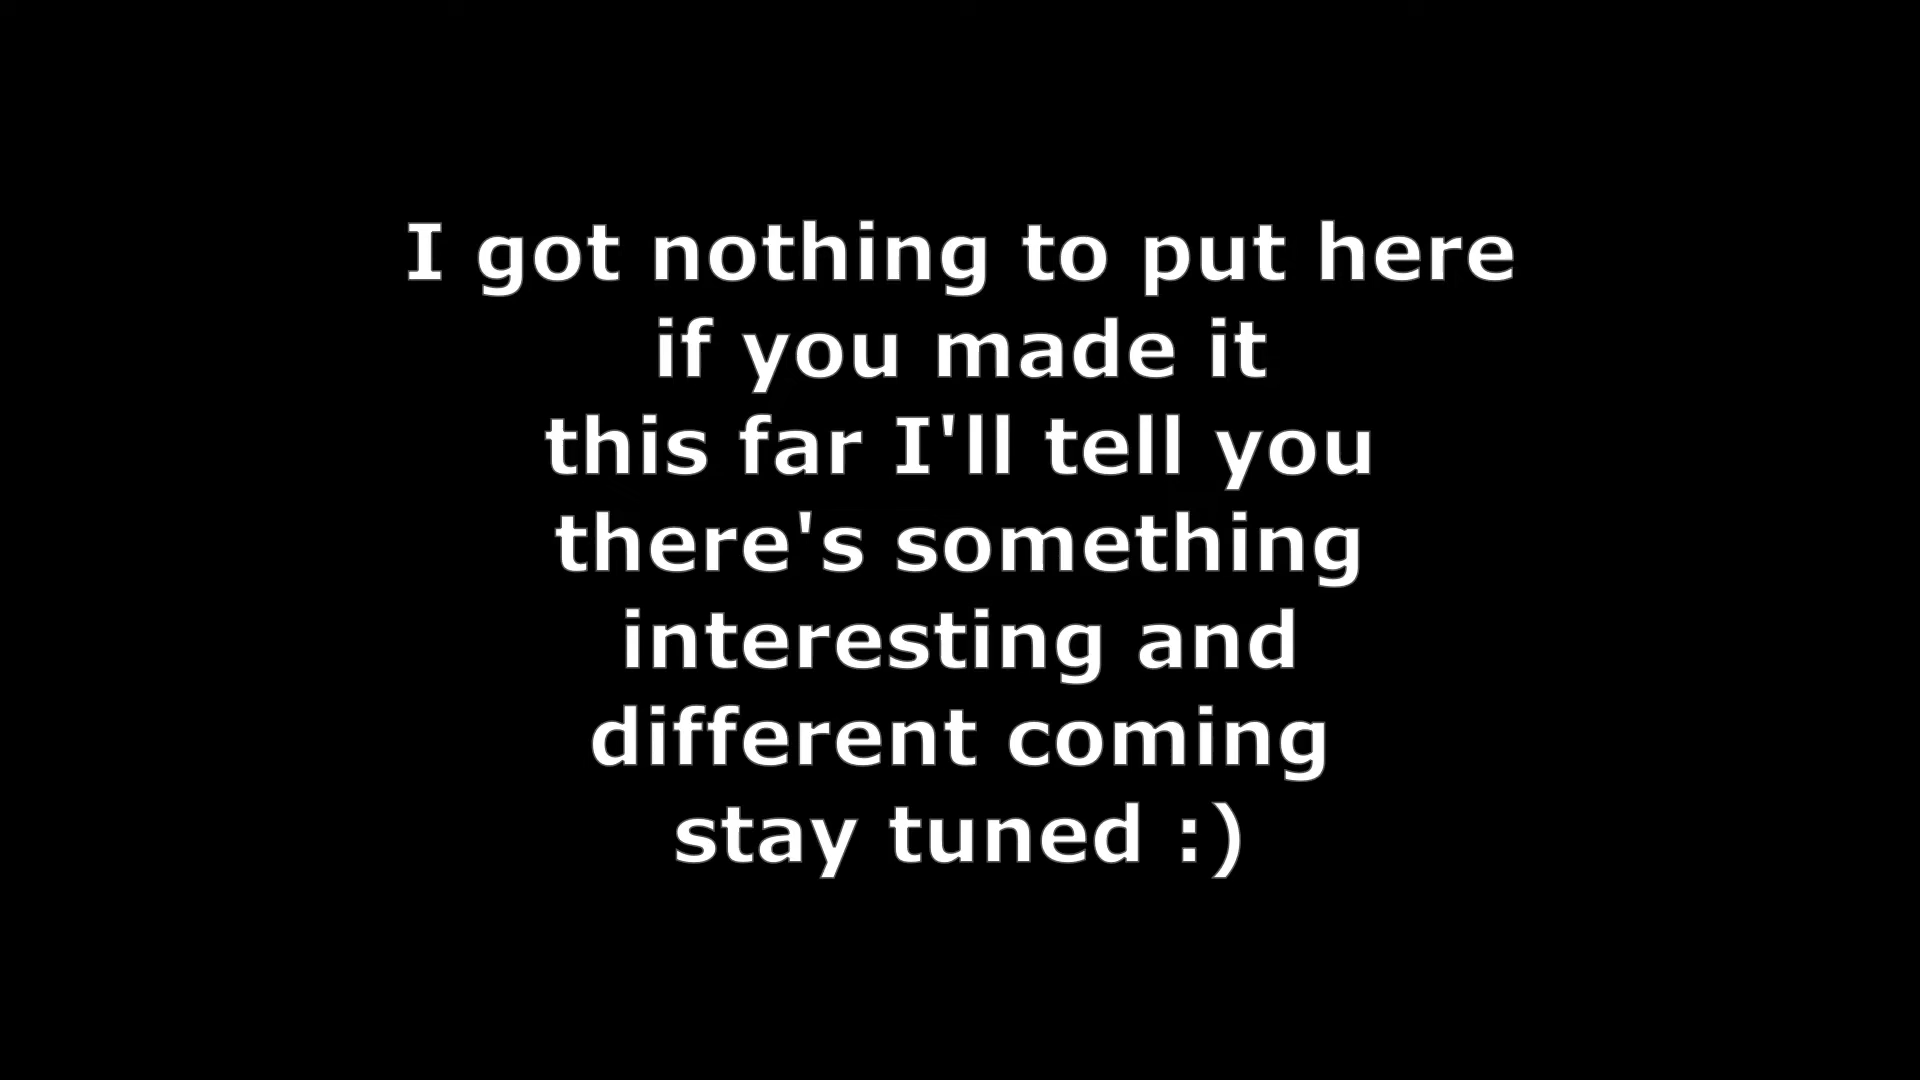 I got nothing to put here
if you made it
this far I'll tell you
there's something
interesting and
different coming
stay tuned :)